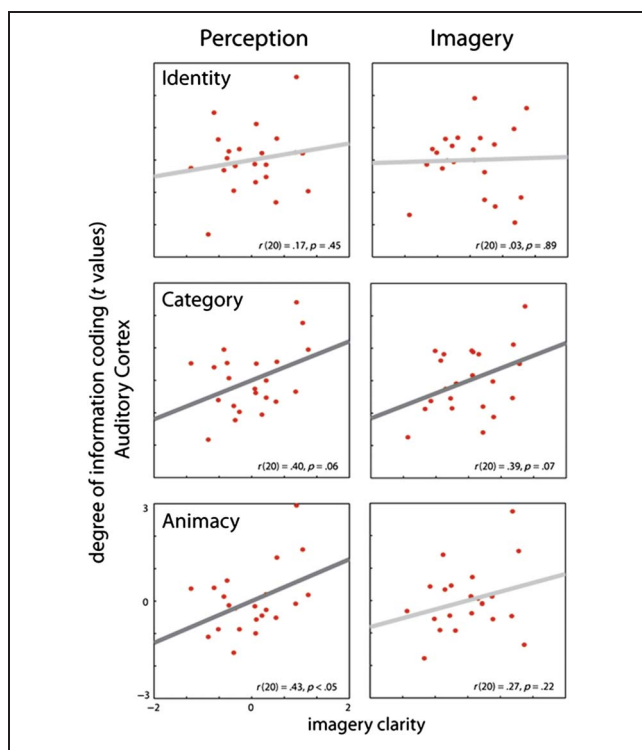 Perception
Imagery
Identity
r(20) = .17, p = .45
r(20) = .03, p = .89
degree of information coding (t values)
Auditory Cortex
Category
r(20) = .40, p = .06
r(20) = .39, p = .07
Animacy
3
0
−3
r(20) = .43, p < .05
r(20) = .27, p = .22
−2
0
2
imagery clarity